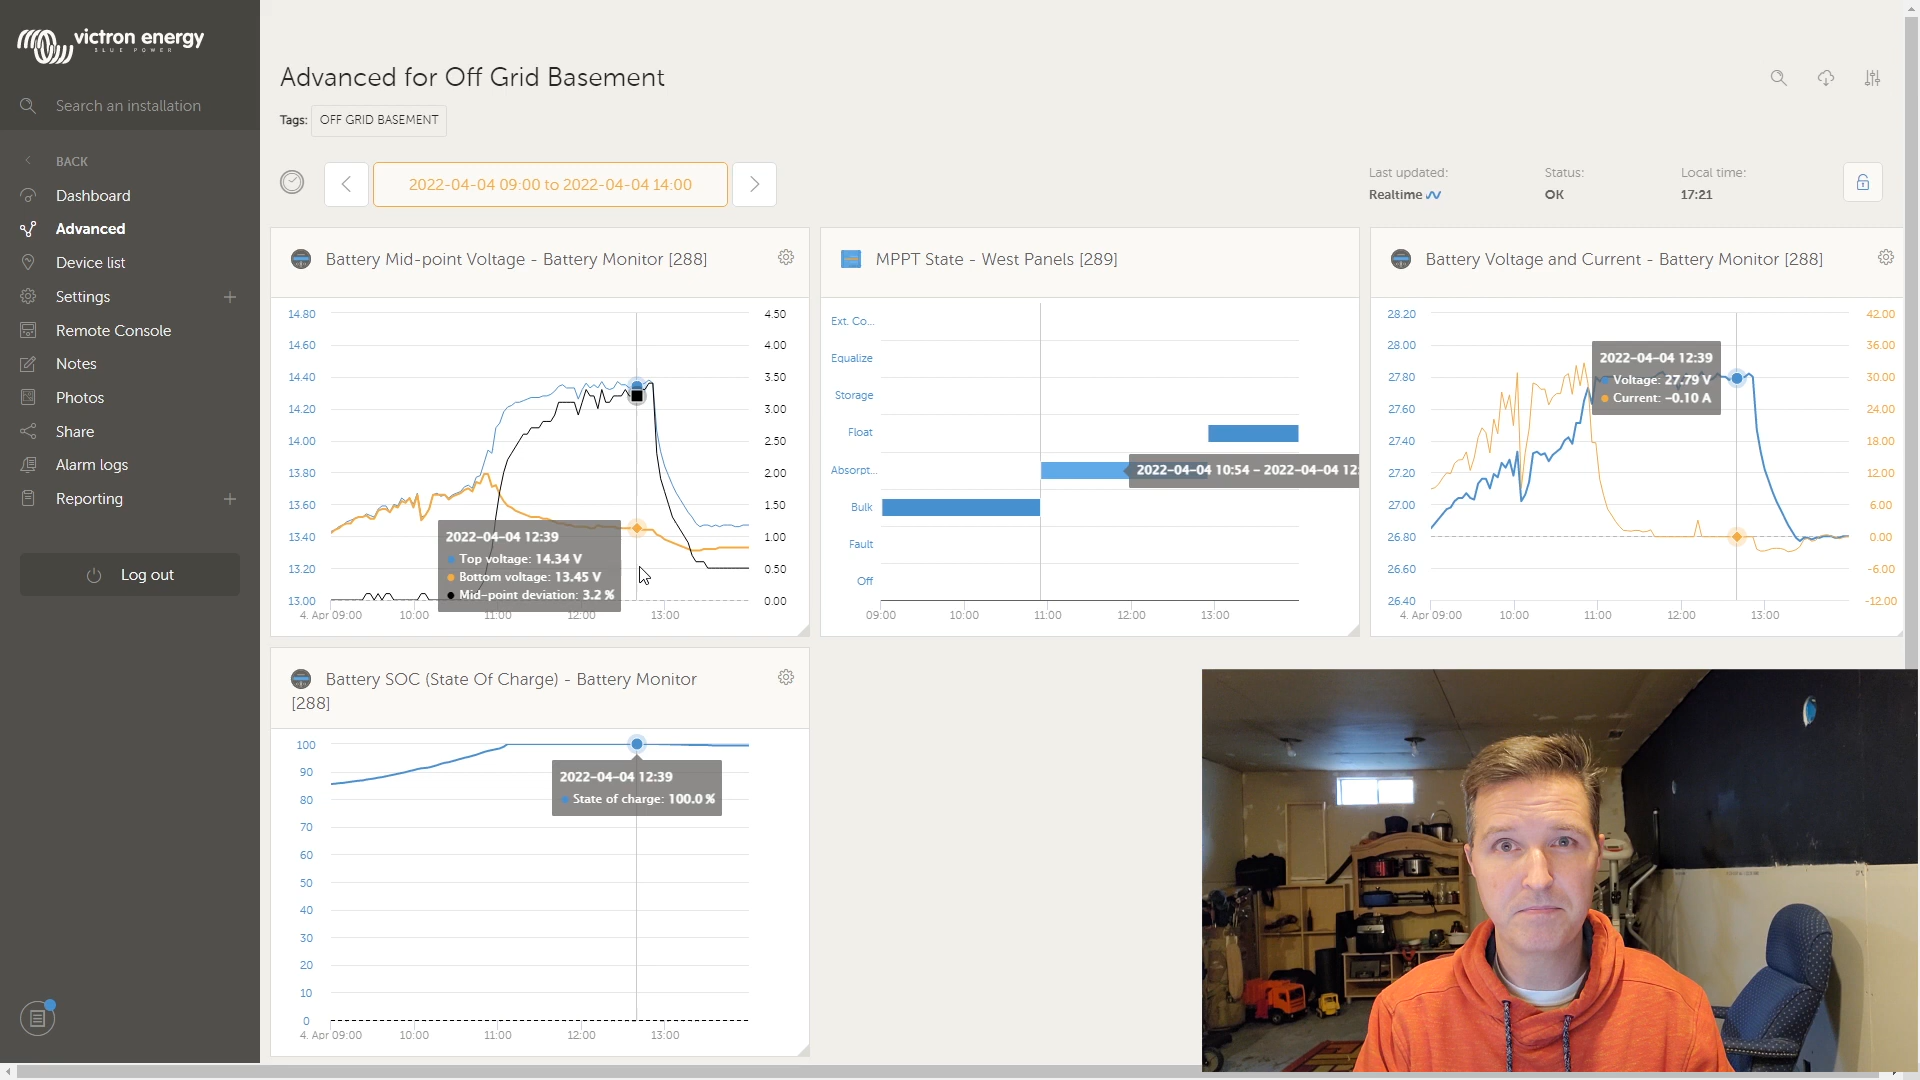 victron energy
BLUE POWER
Search an installation
BACK
Dashboard
Advanced
Device list
Settings
Remote Console
Notes
Photos
Share
Alarm logs
Reporting
Log out
Advanced for Off Grid Basement
Tags: OFF GRID BASEMENT
2022-04-04 09:00 to 2022-04-04 14:00
Last updated:
Realtime
Status:
OK
Local time:
17:21
Battery Mid-point Voltage - Battery Monitor [288]
14.80
14.60
14.40
14.20
14.00
13.80
13.60
13.40
13.20
13.00
4.50
4.00
3.50
3.00
2.50
2.00
1.50
1.00
0.50
0.00
2022-04-04 12:39
Top voltage: 14.34 V
Bottom voltage: 13.45 V
Mid-point deviation: 3.2 %
4. Apr 09:00 10:00 11:00 12:00 13:00
MPPT State - West Panels [289]
Ext. Co...
Equalize
Storage
Float
Absorpt...
Bulk
Fault
Off
2022-04-04 10:54 - 2022-04-04 12:
09:00 10:00 11:00 12:00 13:00
Battery Voltage and Current - Battery Monitor [288]
28.20
28.00
27.80
27.60
27.40
27.20
27.00
26.80
26.60
26.40
42.00
36.00
30.00
24.00
18.00
12.00
6.00
0.00
-6.00
-12.00
2022-04-04 12:39
Voltage: 27.79 V
Current: -0.10 A
4. Apr 09:00 10:00 11:00 12:00 13:00
Battery SOC (State Of Charge) - Battery Monitor
[288]
100
90
80
70
60
50
40
30
20
10
0
2022-04-04 12:39
State of charge: 100.0 %
4. Apr 09:00 10:00 11:00 12:00 13:00